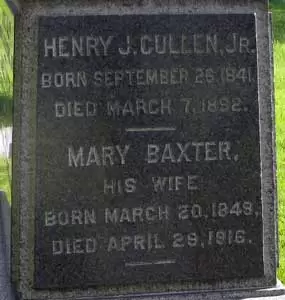 HENRY J. CULLEN, JR.
BORN SEPTEMBER 26, 1841.
DIED MARCH 7, 1892.
MARY BAXTER,
HIS WIFE
BORN MARCH 20, 1849,
DIED APRIL 29, 1916.